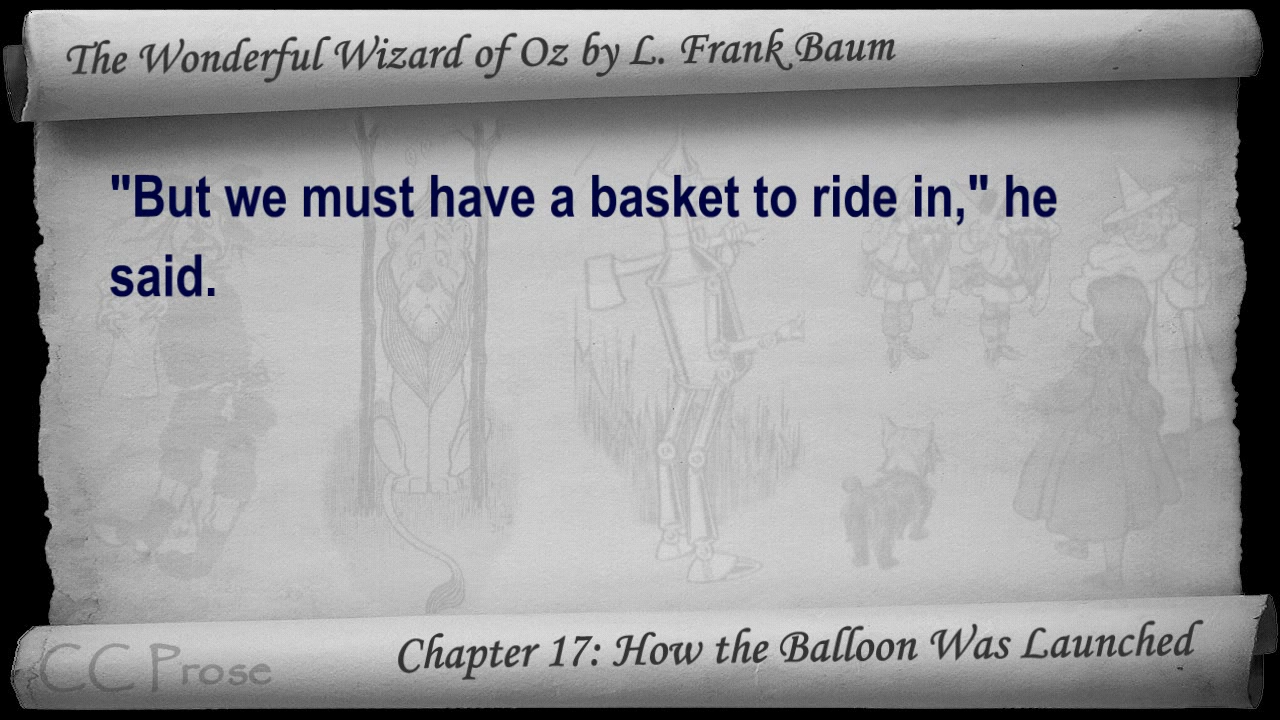 The Wonderful Wizard of Oz by L. Frank Baum
"But we must have a basket to ride in," he
said.
CC Prose
Chapter 17: How the Balloon Was Launched